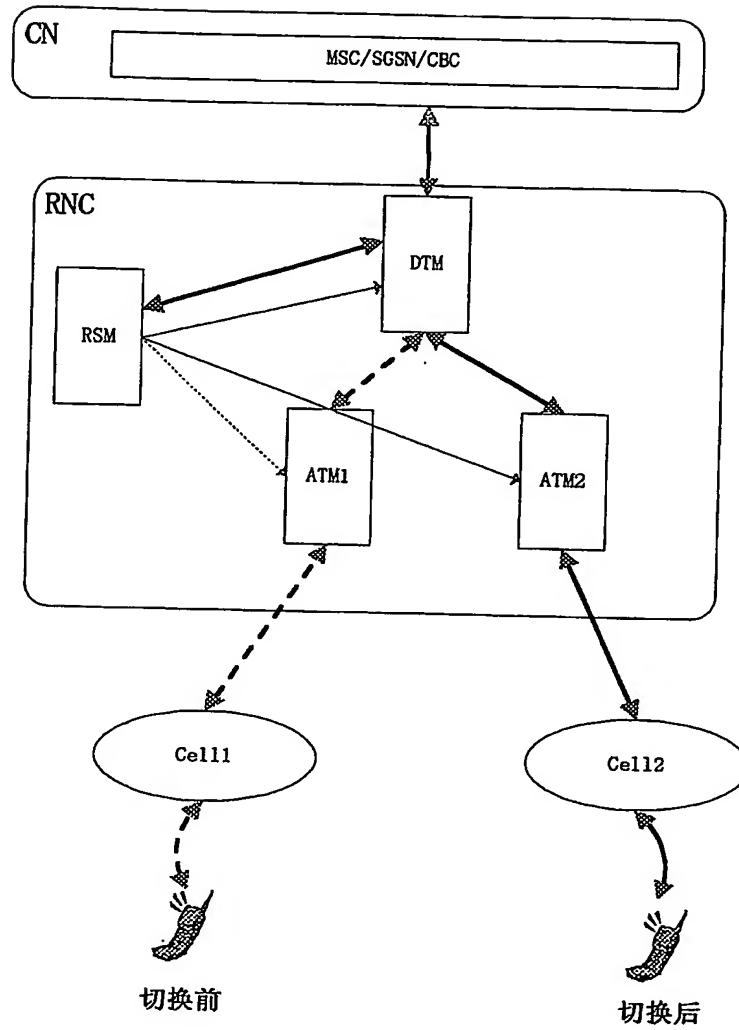 CN
MSC/SGSN/CBC
RNC
DTM
RSM
ATM1
ATM2
Cell1
Cell2
切换前
切换后